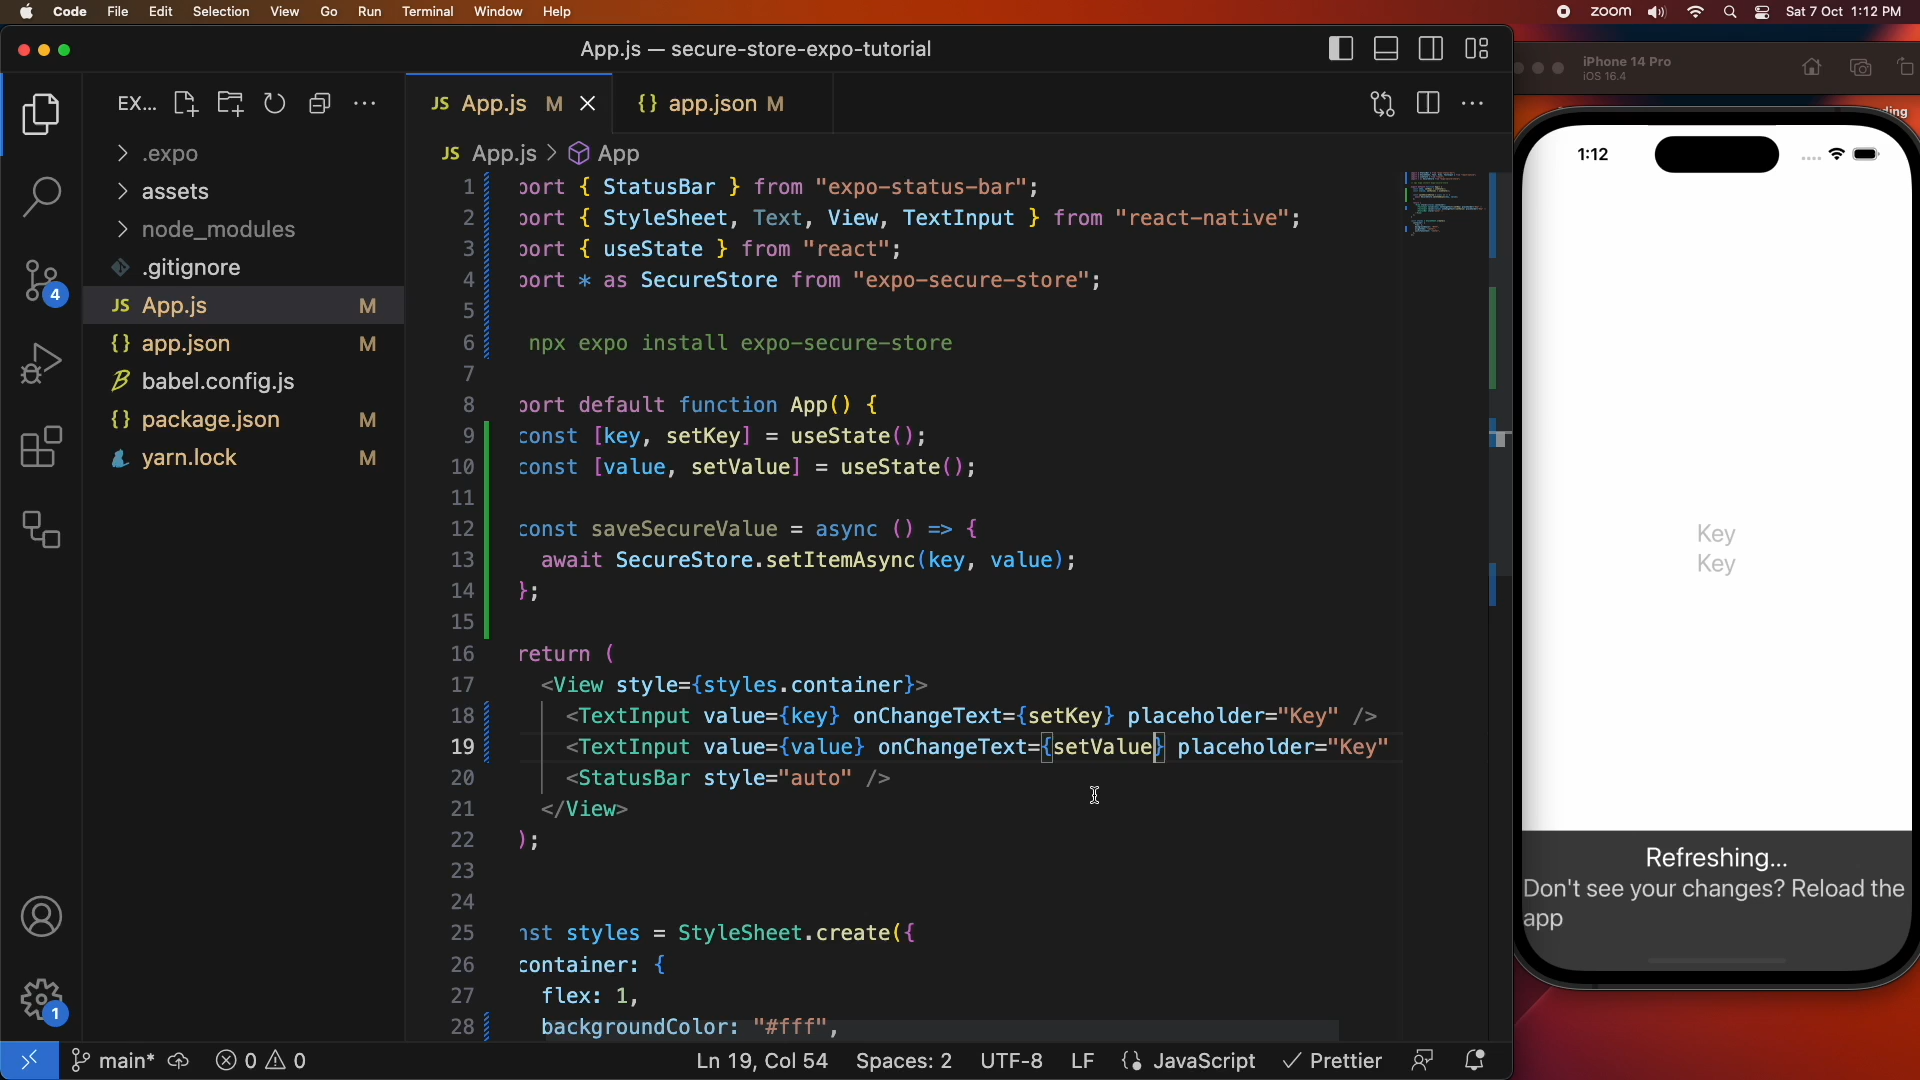 Code File Edit Selection View Go Run Terminal Window Help
zoom Sat 7 Oct 1:12 PM
App.js — secure-store-expo-tutorial
EX...
.expo
assets
node_modules
.gitignore
JS App.js M
{} app.json M
babel.config.js
{} package.json M
yarn.lock M
4
1
JS App.js M
{} app.json M
JS App.js > App
1 port { StatusBar } from "expo-status-bar";
2 port { StyleSheet, Text, View, TextInput } from "react-native";
3 port { useState } from "react";
4 port * as SecureStore from "expo-secure-store";
5
6 npx expo install expo-secure-store
7
8 port default function App() {
9 const [key, setKey] = useState();
10 const [value, setValue] = useState();
11
12 const saveSecureValue = async () => {
13 await SecureStore.setItemAsync(key, value);
14 };
15
16 return (
17 <View style={styles.container}>
18 <TextInput value={key} onChangeText={setKey} placeholder="Key" />
19 <TextInput value={value} onChangeText={setValue} placeholder="Key"
20 <StatusBar style="auto" />
21 </View>
22 );
23
24
25 nst styles = StyleSheet.create({
26 container: {
27 flex: 1,
28 backgroundColor: "#fff",
main* 0 0 Ln 19, Col 54 Spaces: 2 UTF-8 LF {} JavaScript Prettier
iPhone 14 Pro
iOS 16.4
ding
1:12
Key
Key
Refreshing...
Don't see your changes? Reload the
app